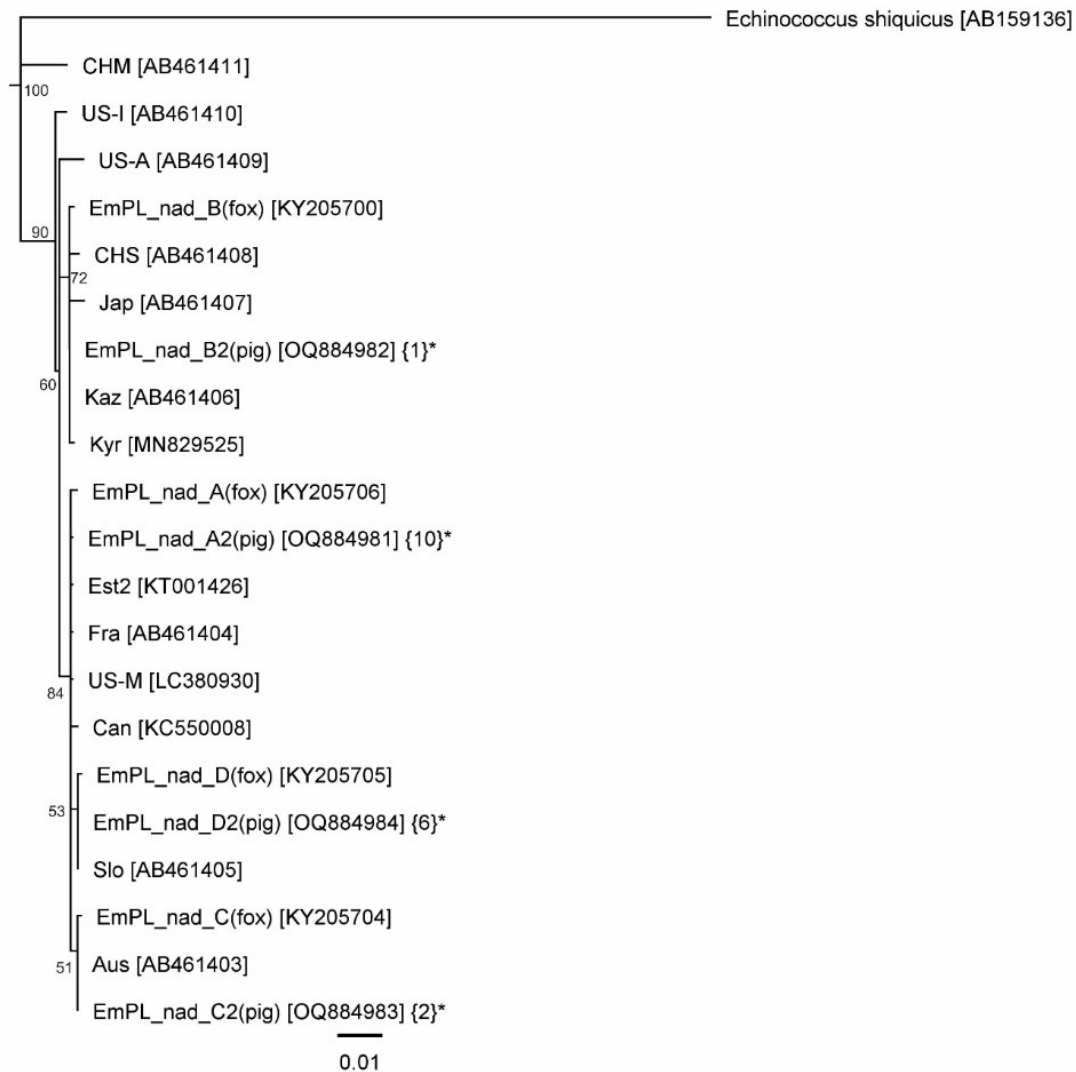 Echinococcus shiquicus [AB159136]
CHM [AB461411]
100
US-I [AB461410]
US-A [AB461409]
EmPL_nad_B(fox) [KY205700]
90
CHS [AB461408]
72
Jap [AB461407]
EmPL_nad_B2(pig) [OQ884982] {1}*
60
Kaz [AB461406]
Kyr [MN829525]
EmPL_nad_A(fox) [KY205706]
EmPL_nad_A2(pig) [OQ884981] {10}*
Est2 [KT001426]
Fra [AB461404]
US-M [LC380930]
84
Can [KC550008]
EmPL_nad_D(fox) [KY205705]
53
EmPL_nad_D2(pig) [OQ884984] {6}*
Slo [AB461405]
EmPL_nad_C(fox) [KY205704]
Aus [AB461403]
51
EmPL_nad_C2(pig) [OQ884983] {2}*
0.01